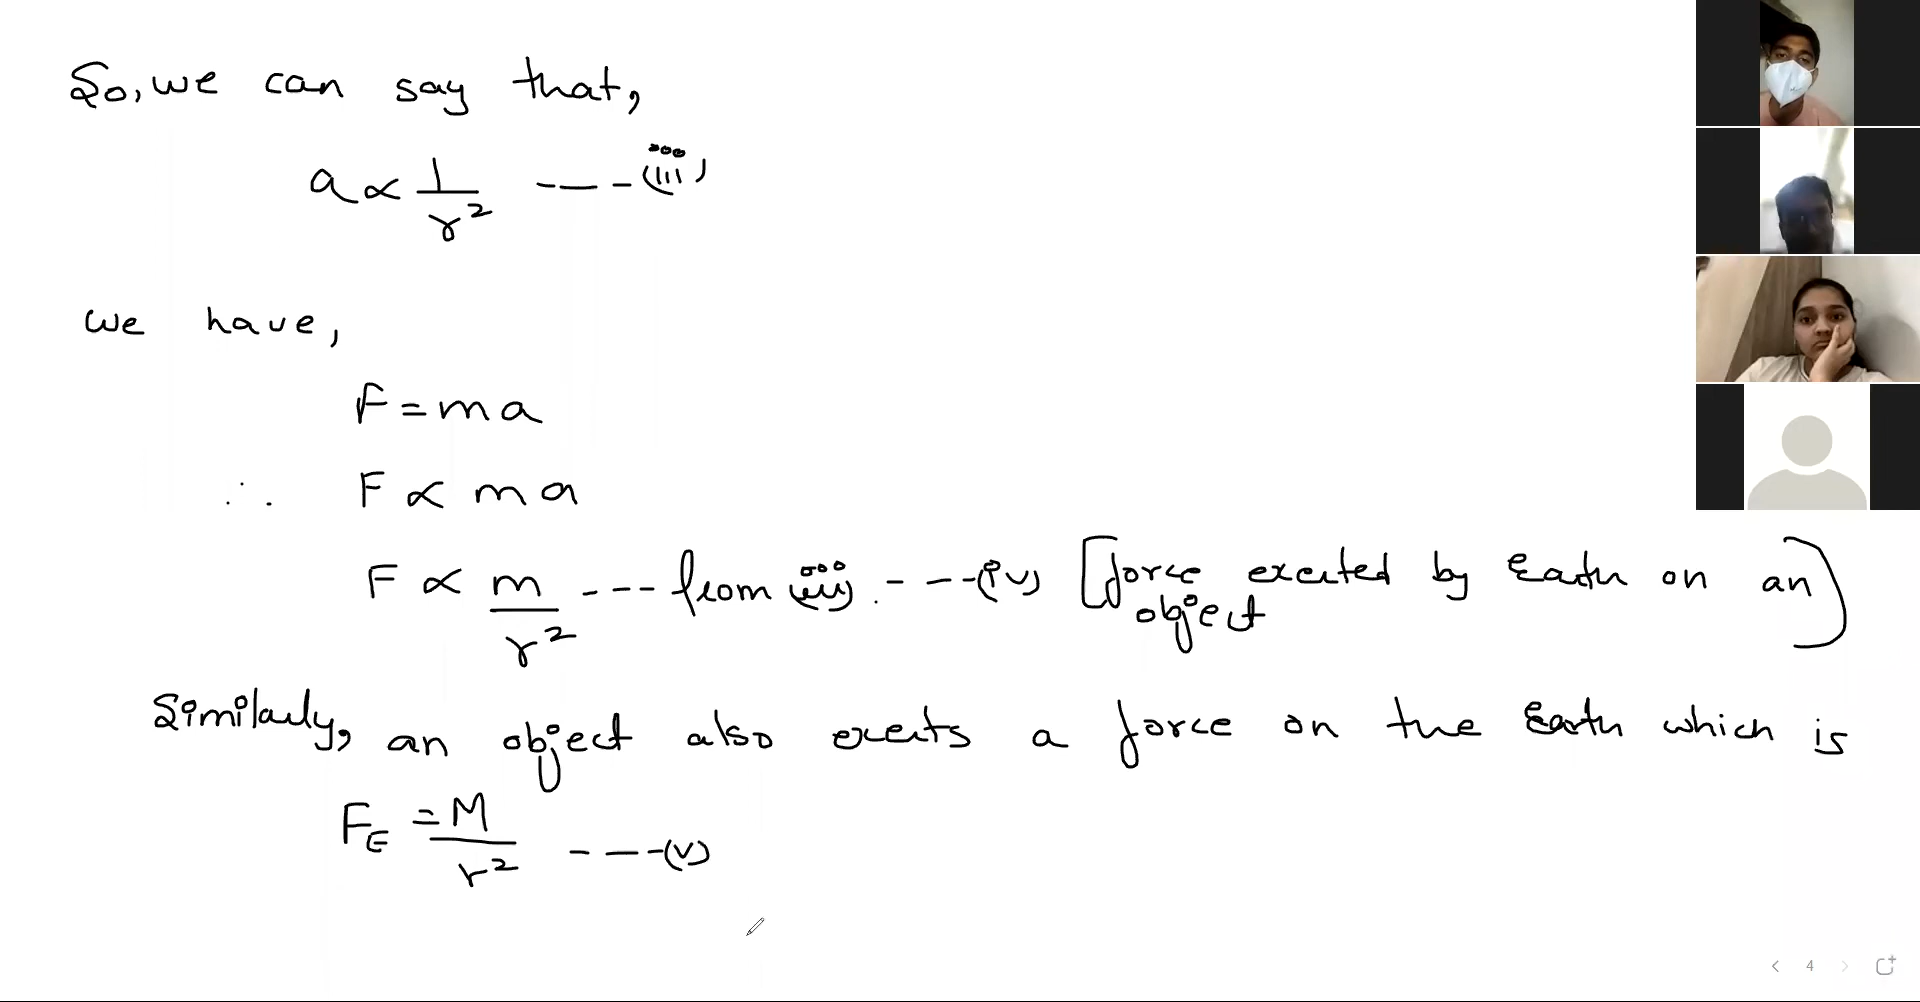 So, we can say that,
a ∝ 1/r² --- (iii)
we have,
F = ma
∴ F ∝ ma
F ∝ m/r² --- from (iii). ---(iv) [force exerted by Earth on an object]
Similarly, an object also exerts a force on the Earth which is
F_E = M/r² ---(v)
4